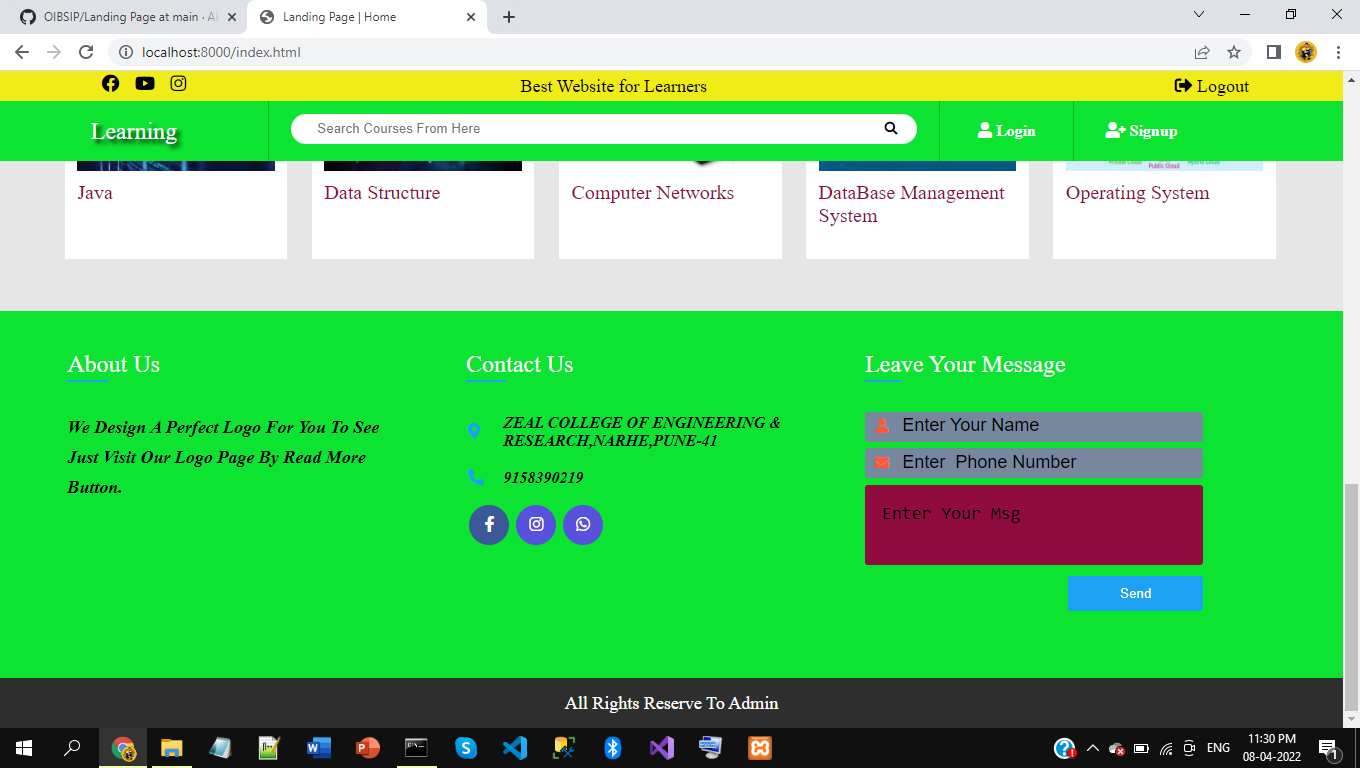 OIBSIP/Landing Page at main · Al
Landing Page | Home
localhost:8000/index.html
Best Website for Learners
Logout
Learning
Search Courses From Here
Login
Signup
Public Cloud
Java
Data Structure
Computer Networks
DataBase Management
System
Operating System
About Us
Contact Us
Leave Your Message
We Design A Perfect Logo For You To See
Just Visit Our Logo Page By Read More
Button.
ZEAL COLLEGE OF ENGINEERING &
RESEARCH,NARHE,PUNE-41
9158390219
Enter Your Name
Enter  Phone Number
Enter Your Msg
Send
All Rights Reserve To Admin
ENG
11:30 PM
08-04-2022
1